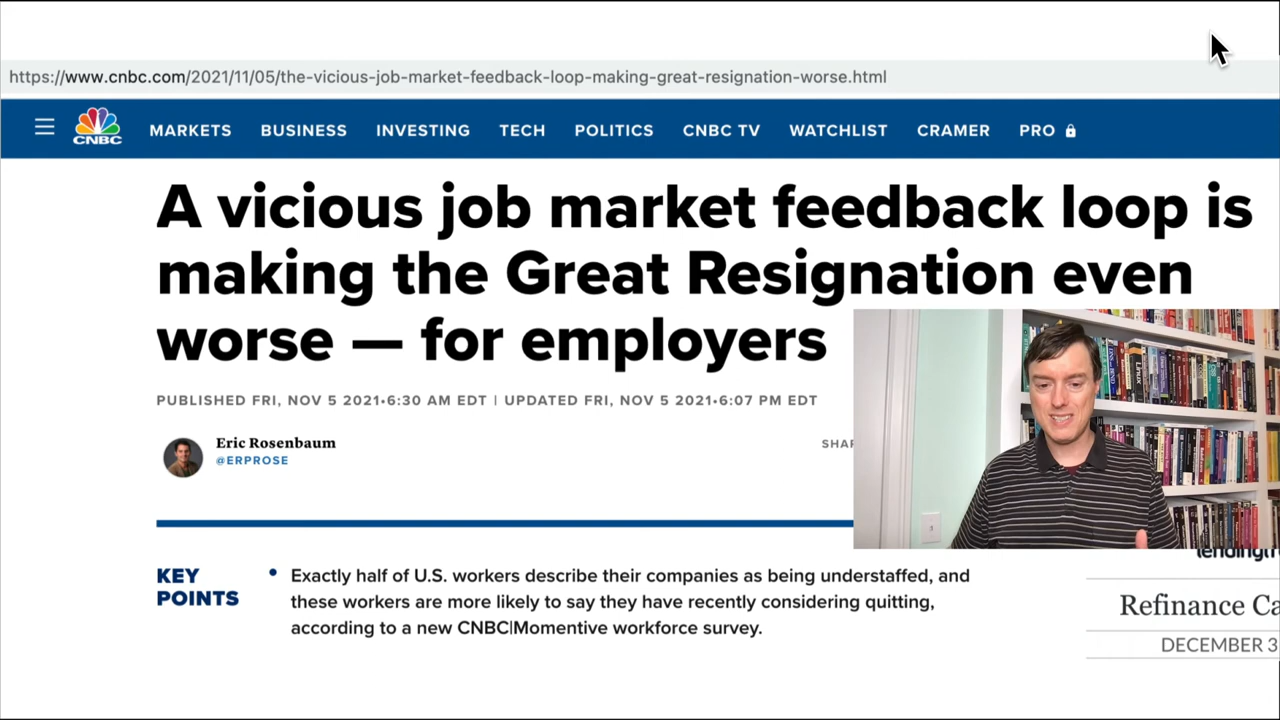 https://www.cnbc.com/2021/11/05/the-vicious-job-market-feedback-loop-making-great-resignation-worse.html
CNBC MARKETS BUSINESS INVESTING TECH POLITICS CNBC TV WATCHLIST CRAMER PRO
A vicious job market feedback loop is
making the Great Resignation even
worse — for employers
PUBLISHED FRI, NOV 5 2021•6:30 AM EDT | UPDATED FRI, NOV 5 2021•6:07 PM EDT
Eric Rosenbaum
@ERPROSE
SHAR
Linux
KEY
POINTS
• Exactly half of U.S. workers describe their companies as being understaffed, and
these workers are more likely to say they have recently considering quitting,
according to a new CNBC|Momentive workforce survey.
Refinance Ca
DECEMBER 3